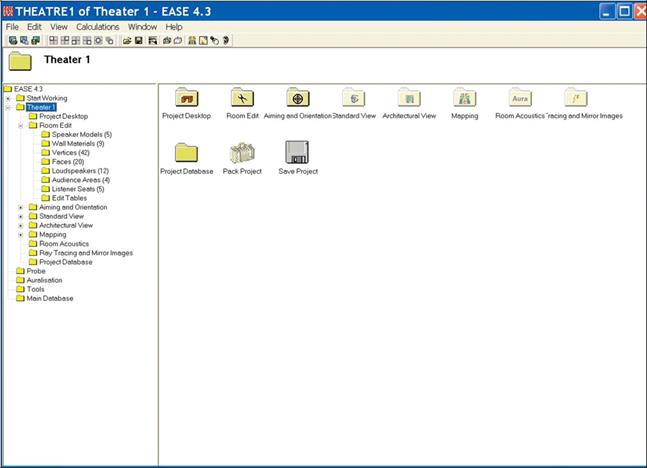 THEATRE1 of Theater 1 - EASE 4.3
File Edit View Calculations Window Help
Theater 1
EASE 4.3
Start Working
Theater 1
Project Desktop
Room Edit
Speaker Models (5)
Wall Materials (9)
Vertices (42)
Faces (20)
Loudspeakers (12)
Audience Areas (4)
Listener Seats (5)
Edit Tables
Aiming and Orientation
Standard View
Architectural View
Mapping
Room Acoustics
Ray Tracing and Mirror Images
Project Database
Probe
Auralisation
Tools
Main Database
Aura
Project Desktop Room Edit Aiming and Orientation Standard View Architectural View Mapping Room Acoustics Tracing and Mirror Images
Project Database Pack Project Save Project